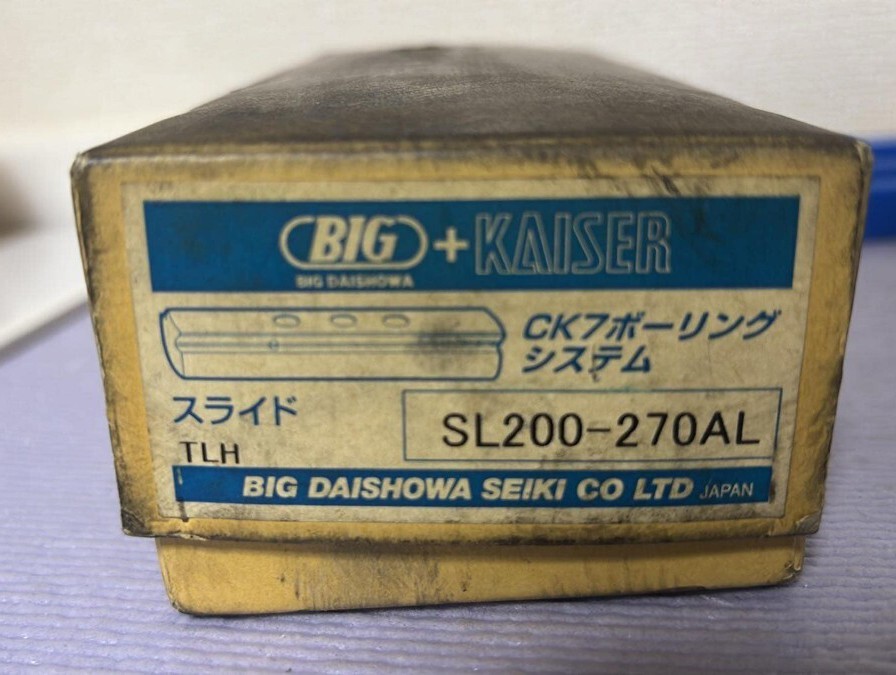 BIG+KAISER
BIG DAISHOWA
CK7ボーリング
システム
スライド
TLH
SL200-270AL
BIG DAISHOWA SEIKI CO LTD JAPAN